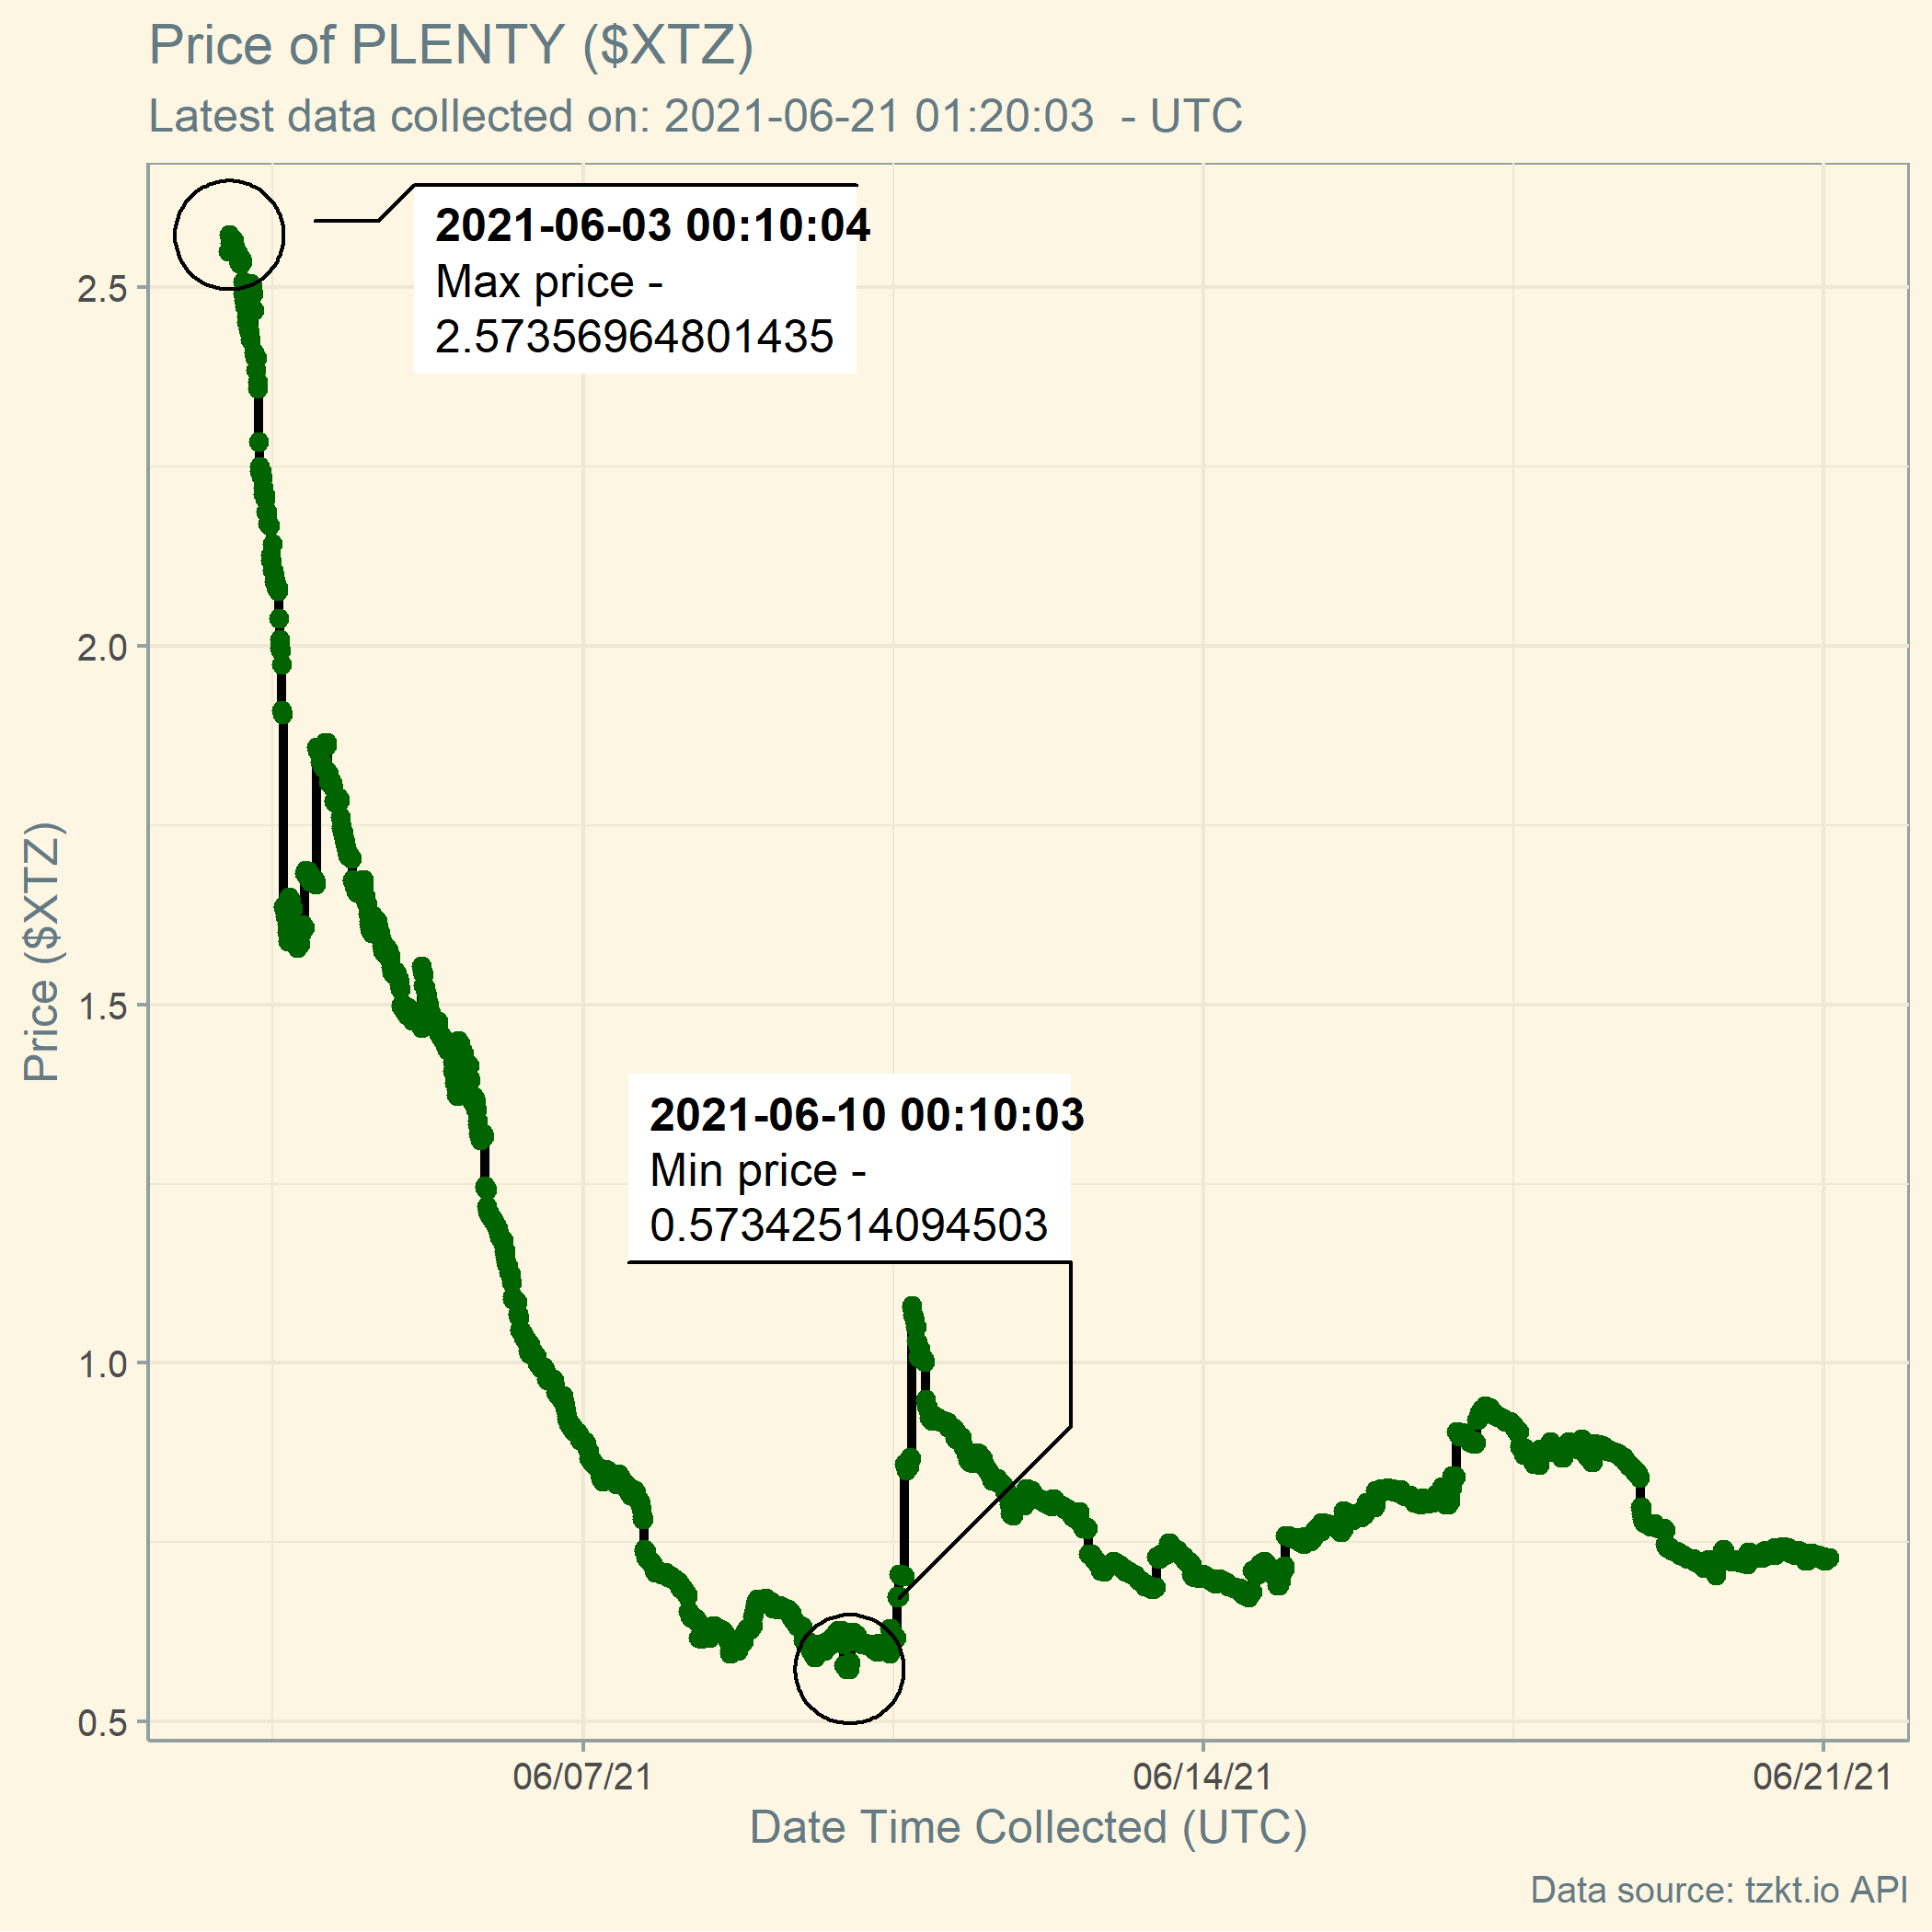 Price of PLENTY ($XTZ)
Latest data collected on: 2021-06-21 01:20:03  - UTC
2021-06-03 00:10:04
Max price -
2.57356964801435
2.5
2.0
1.5
1.0
0.5
Price ($XTZ)
2021-06-10 00:10:03
Min price -
0.57342514094503
06/07/21
06/14/21
06/21/21
Date Time Collected (UTC)
Data source: tzkt.io API